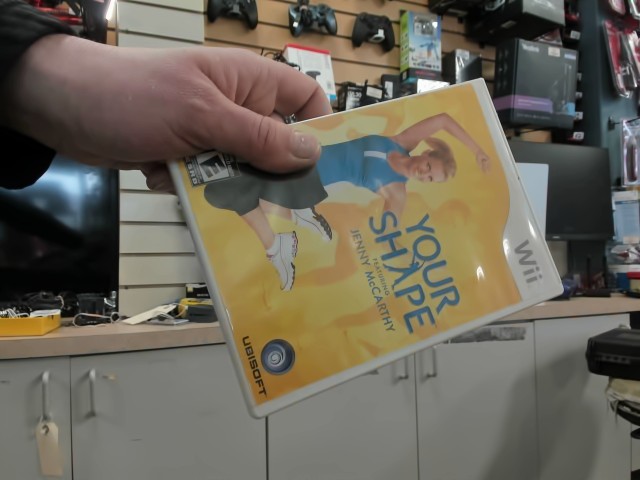 Wii
YOUR
SHAPE
FEATURING
JENNY McCARTHY
E
UBISOFT